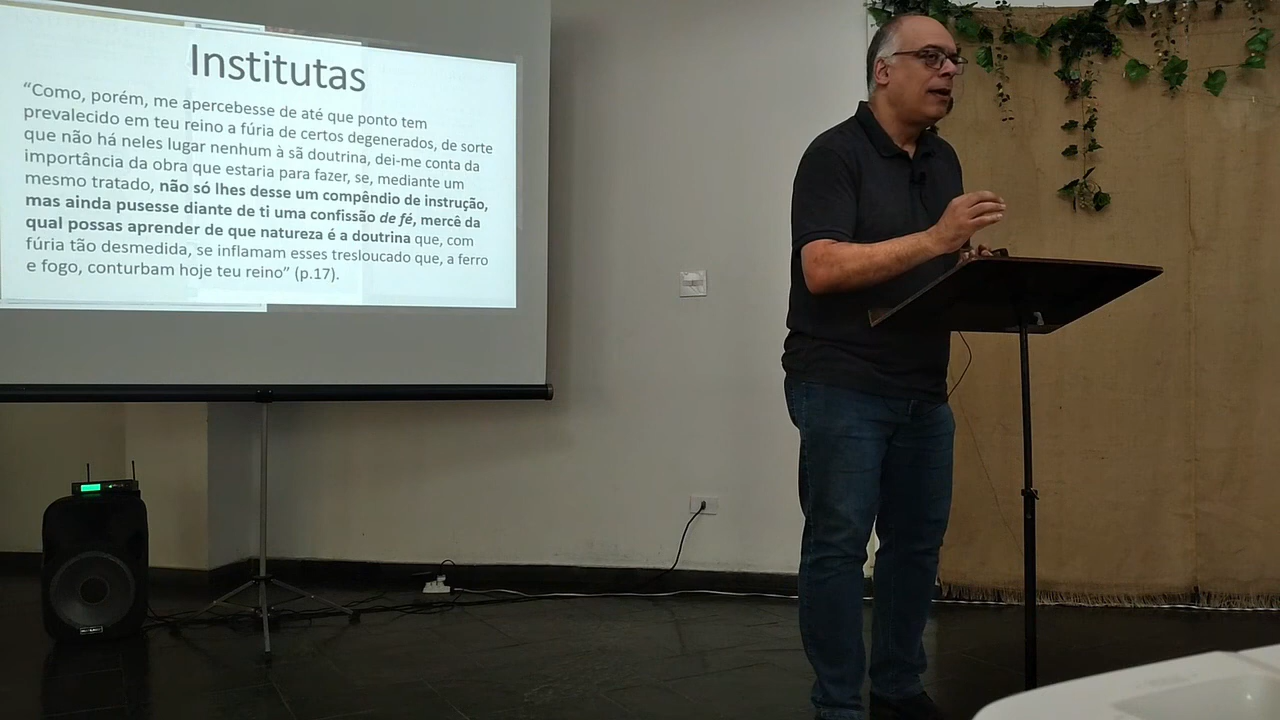 Institutas
“Como, porém, me apercebesse de até que ponto tem
prevalecido em teu reino a fúria de certos degenerados, de sorte
que não há neles lugar nenhum à sã doutrina, dei-me conta da
importância da obra que estaria para fazer, se, mediante um
mesmo tratado, não só lhes desse um compêndio de instrução,
mas ainda pusesse diante de ti uma confissão de fé, mercê da
qual possas aprender de que natureza é a doutrina que, com
fúria tão desmedida, se inflamam esses tresloucado que, a ferro
e fogo, conturbam hoje teu reino” (p.17).